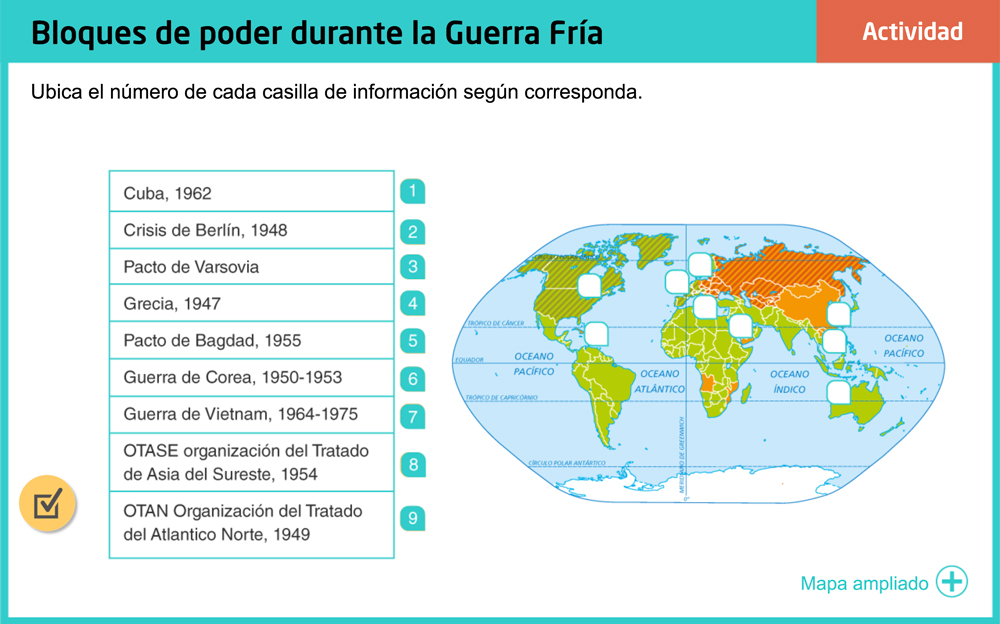 Bloques de poder durante la Guerra Fría
Actividad
Ubica el número de cada casilla de información según corresponda.
Cuba, 1962
1
Crisis de Berlín, 1948
2
Pacto de Varsovia
3
Grecia, 1947
4
Pacto de Bagdad, 1955
5
Guerra de Corea, 1950-1953
6
Guerra de Vietnam, 1964-1975
7
OTASE organización del Tratado
de Asia del Sureste, 1954
8
OTAN Organización del Tratado
del Atlantico Norte, 1949
9
TRÓPICO DE CÁNCER
ECUADOR
OCEANO
PACÍFICO
OCEANO
ATLÁNTICO
OCEANO
ÍNDICO
OCEANO
PACÍFICO
TRÓPICO DE CAPRICORNIO
MERIDIANO DE GREENWICH
CÍRCULO POLAR ANTÁRTICO
0°
Mapa ampliado